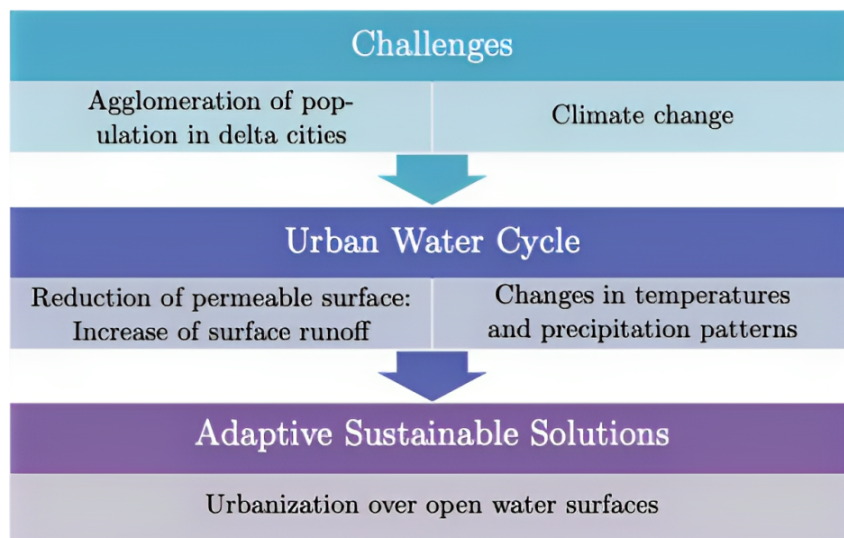 Challenges
Agglomeration of pop-
ulation in delta cities
Climate change
Urban Water Cycle
Reduction of permeable surface:
Increase of surface runoff
Changes in temperatures
and precipitation patterns
Adaptive Sustainable Solutions
Urbanization over open water surfaces